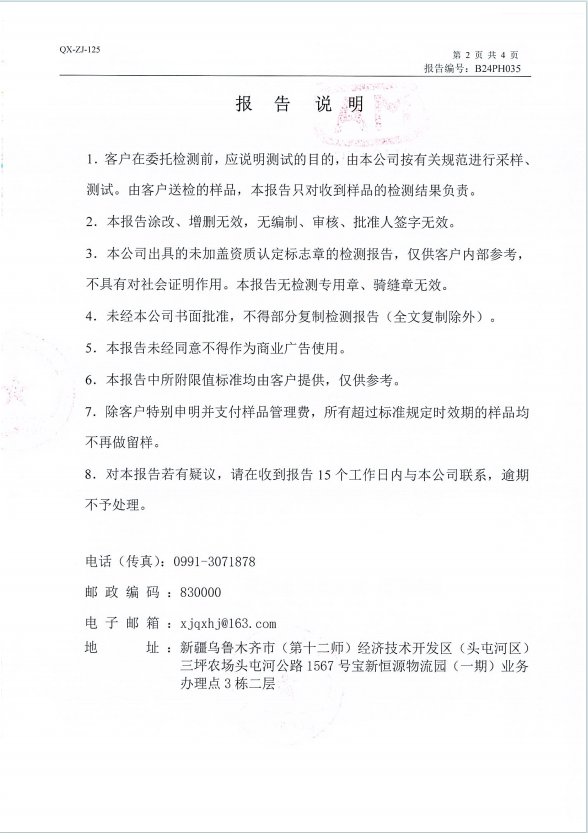 QX-ZJ-125
第 2 页 共 4 页
报告编号：B24PH035
报 告 说 明
1．客户在委托检测前，应说明测试的目的，由本公司按有关规范进行采样、
测试。由客户送检的样品，本报告只对收到样品的检测结果负责。
2．本报告涂改、增删无效，无编制、审核、批准人签字无效。
3．本公司出具的未加盖资质认定标志章的检测报告，仅供客户内部参考，
不具有对社会证明作用。本报告无检测专用章、骑缝章无效。
4．未经本公司书面批准，不得部分复制检测报告（全文复制除外）。
5．本报告未经同意不得作为商业广告使用。
6．本报告中所附限值标准均由客户提供，仅供参考。
7．除客户特别申明并支付样品管理费，所有超过标准规定时效期的样品均
不再做留样。
8．对本报告若有疑议，请在收到报告 15 个工作日内与本公司联系，逾期
不予处理。
电话（传真）：0991-3071878
邮 政 编 码 ：830000
电 子 邮 箱 ：xjqxhj@163.com
地 址 ：新疆乌鲁木齐市（第十二师）经济技术开发区（头屯河区）
三坪农场头屯河公路 1567 号宝新恒源物流园（一期）业务
办理点 3 栋二层